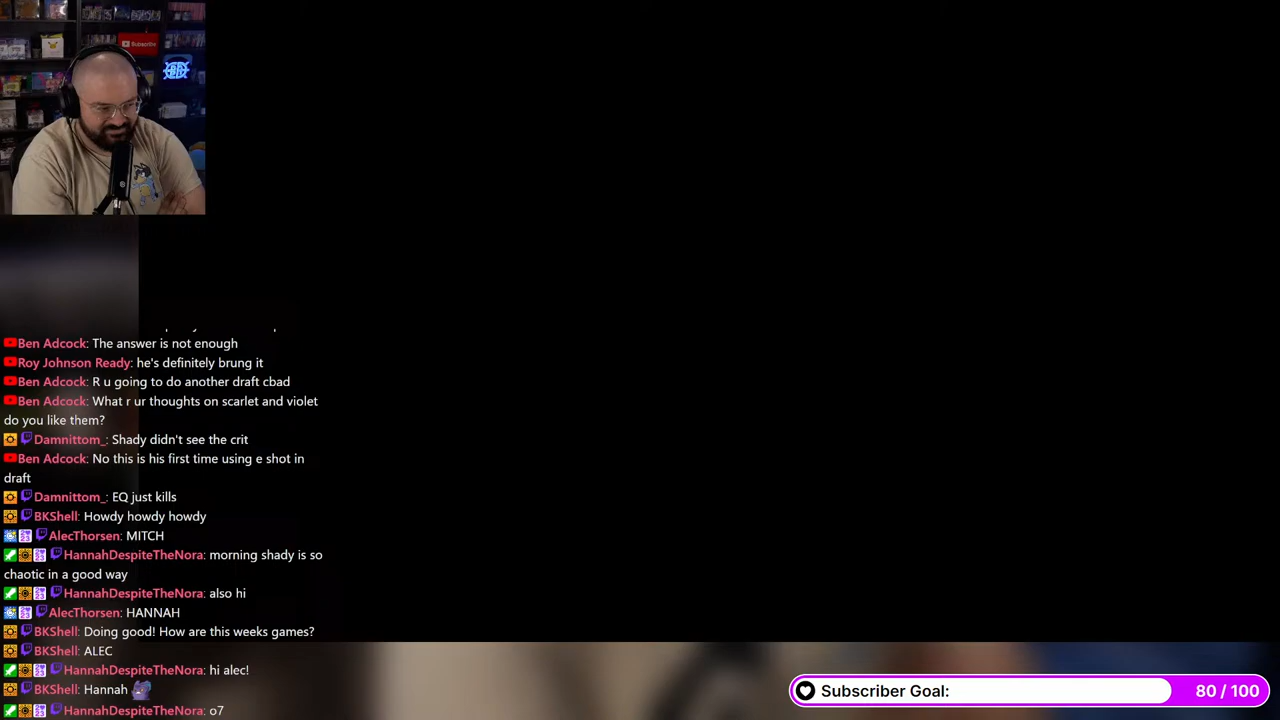 Subscribe
Ben Adcock: The answer is not enough
Roy Johnson Ready: he's definitely brung it
Ben Adcock: R u going to do another draft cbad
Ben Adcock: What r ur thoughts on scarlet and violet
do you like them?
Damnittom_: Shady didn't see the crit
Ben Adcock: No this is his first time using e shot in
draft
Damnittom_: EQ just kills
BKShell: Howdy howdy howdy
AlecThorsen: MITCH
HannahDespiteTheNora: morning shady is so
chaotic in a good way
HannahDespiteTheNora: also hi
AlecThorsen: HANNAH
BKShell: Doing good! How are this weeks games?
BKShell: ALEC
HannahDespiteTheNora: hi alec!
BKShell: Hannah
HannahDespiteTheNora: o7
Subscriber Goal: 80 / 100